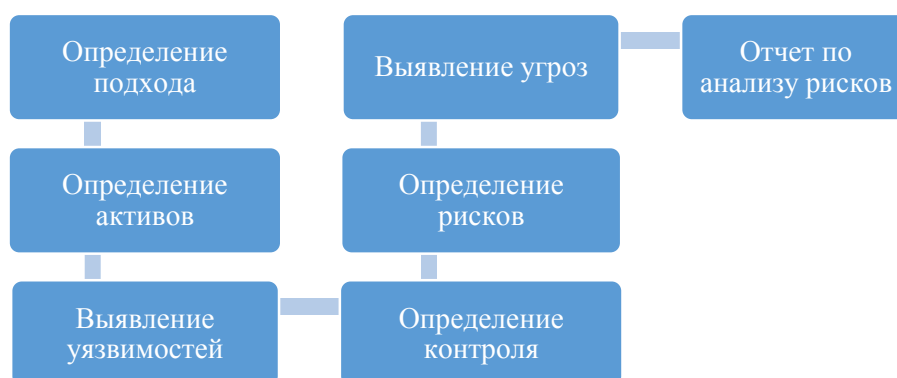 Определение
подхода
Определение
активов
Выявление
уязвимостей
Определение
контроля
Определение
рисков
Выявление угроз
Отчет по
анализу рисков